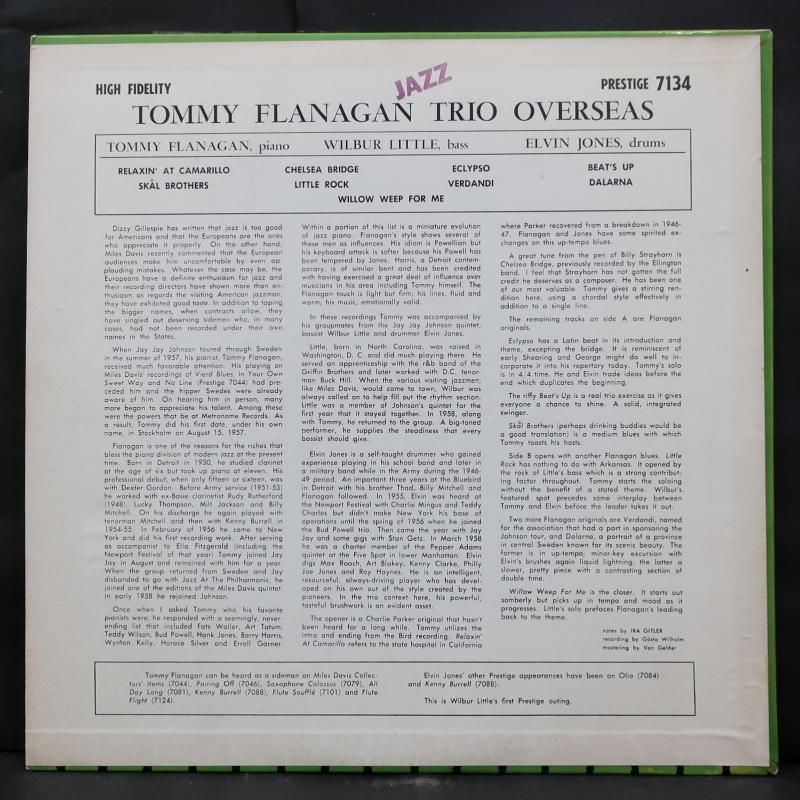 JAZZ
HIGH FIDELITY
PRESTIGE 7134
TOMMY FLANAGAN TRIO OVERSEAS
TOMMY FLANAGAN, piano WILBUR LITTLE, bass ELVIN JONES, drums
RELAXIN' AT CAMARILLO CHELSEA BRIDGE ECLYPSO BEAT'S UP
SKÅL BROTHERS LITTLE ROCK VERDANDI DALARNA
WILLOW WEEP FOR ME
Dizzy Gillespie has written that jazz is too good
for Americans and that the Europeans are the ones
who appreciate it properly. On the other hand,
Miles Davis recently commented that the European
audiences make him uncomfortable by even ap-
plauding mistakes. Whatever the case may be, the
Europeans have a definite enthusiasm for jazz and
their recording directors have shown more than en-
thusiasm as regards the visiting American jazzman;
they have exhibited good taste. In addition to taping
the bigger names, when contracts allow, they
have singled out deserving sidemen who, in many
cases, had not been recorded under their own
names in the States.
When Jay Jay Johnson toured through Sweden
in the summer of 1957, his pianist, Tommy Flanagan,
received much favorable attention. His playing on
Miles Davis' recordings of Vierd Blues, In Your Own
Sweet Way and No Line (Prestige 7044) had pre-
ceded him and the hipper Swedes were already
aware of him. On hearing him in person, many
more began to appreciate his talent. Among these
were the powers that be at Metronome Records. As
a result, Tommy did his first date, under his own
name, in Stockholm on August 15, 1957.
Flanagan is one of the reasons for the riches that
bless the piano division of modern jazz at the present
time. Born in Detroit in 1930, he studied clarinet
at the age of six but took up piano at eleven. His
professional debut, when only fifteen or sixteen, was
with Dexter Gordon. Before Army service (1951-53)
he worked with ex-Basie clarinetist Rudy Rutherford
(1948), Lucky Thompson, Milt Jackson and Billy
Mitchell. On his discharge he again played with
tenorman Mitchell and then with Kenny Burrell in
1954-55. In February of 1956 he came to New
York and did his first recording work. After serving
as accompanist to Ella Fitzgerald (including the
Newport Festival of that year) Tommy joined Jay
Jay in August and remained with him for a year.
When the group returned from Sweden and Jay
disbanded to go with Jazz At The Philharmonic, he
joined one of the editions of the Miles Davis quintet.
In early 1958 he rejoined Johnson.
Once when I asked Tommy who his favorite
pianists were, he responded with a seemingly, never-
ending list that included Fats Waller, Art Tatum,
Teddy Wilson, Bud Powell, Hank Jones, Barry Harris,
Wynton Kelly, Horace Silver and Erroll Garner.
Within a portion of this list is a miniature evolution
of jazz piano. Flanagan's style shows several of
these men as influences. His idiom is Powellian but
his keyboard attack is softer because his Powell has
been tempered by Jones. Harris, a Detroit contem-
porary, is of similar bent and has been credited
with having exercised a great deal of influence over
musicians in his area including Tommy himself. The
Flanagan touch is light but firm; his lines, fluid and
warm; his music, emotionally valid.
In these recordings Tommy was accompanied by
his groupmates from the Jay Jay Johnson quintet,
bassist Wilbur Little and drummer Elvin Jones.
Little, born in North Carolina, was raised in
Washington, D. C. and did much playing there. He
served an apprenticeship with the r&b band of the
Griffin Brothers and later worked with D.C. tenor-
man Buck Hill. When the various visiting jazzmen,
like Miles Davis, would come to town, Wilbur was
always called on to help fill out the rhythm section.
Little was a member of Johnson's quintet for the
first year that it stayed together. In 1958, along
with Tommy, he returned to the group. A big-toned
performer, he supplies the steadiness that every
bassist should give.
Elvin Jones is a self-taught drummer who gained
experience playing in his school band and later in
a military band while in the Army during the 1946-
49 period. An important three years at the Bluebird
in Detroit with his brother Thad, Billy Mitchell and
Flanagan followed. In 1955, Elvin was heard at
the Newport Festival with Charlie Mingus and Teddy
Charles but didn't make New York his base of
operations until the spring of 1956 when he joined
the Bud Powell trio. Then came the year with Jay
Jay and some gigs with Stan Getz. In March 1958
he was a charter member of the Pepper Adams
quintet at the Five Spot in lower Manhattan. Elvin
digs Max Roach, Art Blakey, Kenny Clarke, Philly
Joe Jones and Roy Haynes. He is an intelligent,
resourceful, always-driving player who has devel-
oped on his own out of the style created by the
pioneers. In the trio context here, his powerful,
tasteful brushwork is an evident asset.
The opener is a Charlie Parker original that hasn't
been heard for a long while. Tommy utilizes the
intro and ending from the Bird recording. Relaxin'
At Camarillo refers to the state hospital in California
where Parker recovered from a breakdown in 1946-
47. Flanagan and Jones have some spirited ex-
changes on this up-tempo blues.
A great tune from the pen of Billy Strayhorn is
Chelsea Bridge, previously recorded by the Ellington
band. I feel that Strayhorn has not gotten the full
credit he deserves as a composer. He has been one
of our most valuable. Tommy gives a stirring ren-
dition here, using a chordal style effectively in
addition to a single line.
The remaining tracks on side A are Flanagan
originals.
Eclypso has a Latin beat in its introduction and
theme, excepting the bridge. It is reminiscent of
early Shearing and George might do well to in-
corporate it into his repertory today. Tommy's solo
is in 4 4 time. He and Elvin trade ideas before the
end which duplicates the beginning.
The riffy Beat's Up is a real trio exercise as it gives
everyone a chance to shine. A solid, integrated
swinger.
Skål Brothers (perhaps drinking buddies would be
a good translation) is a medium blues with which
Tommy toasts his hosts.
Side B opens with another Flanagan blues. Little
Rock has nothing to do with Arkansas. It opened by
the rock of Little's bass which is a strong contribut-
ing factor throughout. Tommy starts the soloing
without the benefit of a stated theme. Wilbur's
featured spot precedes some interplay between
Tommy and Elvin before the leader takes it out.
Two more Flanagan originals are Verdandi, named
for the association that had a part in sponsoring the
Johnson tour, and Dalarna, a portrait of a province
in central Sweden known for its scenic beauty. The
former is in up-tempo, minor-key excursion with
Elvin's brushes again liquid lightning; the latter a
slower, pretty piece with a contrasting section of
double time.
Willow Weep For Me is the closer. It starts out
somberly but picks up in tempo and mood as it
progresses. Little's solo prefaces Flanagan's leading
back to the theme.
notes by IRA GITLER
recording by Gösta Wiholm
mastering by Van Gelder
Tommy Flanagan can be heard as a sideman on Miles Davis Collec-
tors' Items (7044), Pairing Off (7046), Saxophone Colossus (7079), All
Day Long (7081), Kenny Burrell (7088), Flute Soufflé (7101) and Flute
Flight (7124).
Elvin Jones' other Prestige appearances have been on Olio (7084)
and Kenny Burrell (7088).
This is Wilbur Little's first Prestige outing.